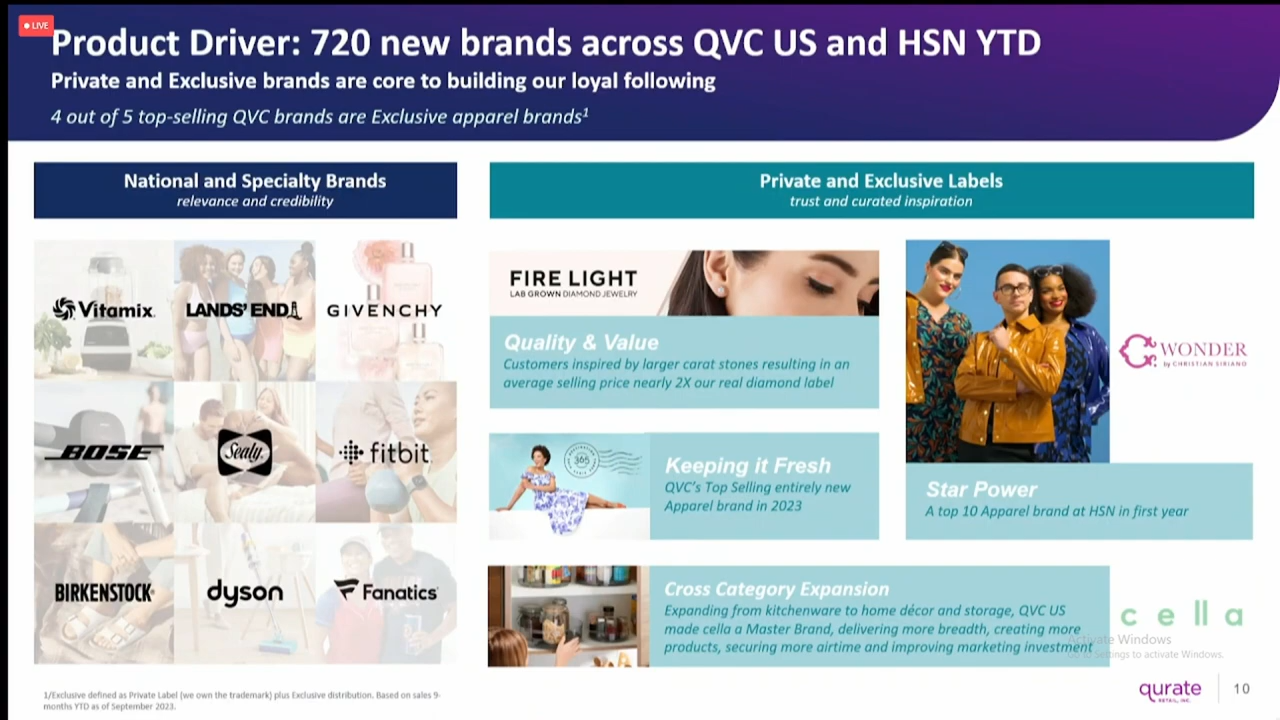 LIVE
Product Driver: 720 new brands across QVC US and HSN YTD
Private and Exclusive brands are core to building our loyal following
4 out of 5 top-selling QVC brands are Exclusive apparel brands¹
National and Specialty Brands
relevance and credibility
Vitamix
LANDS' END
GIVENCHY
BOSE
Sealy
fitbit
BIRKENSTOCK
dyson
Fanatics
1/Exclusive defined as Private Label (we own the trademark) plus Exclusive distribution. Based on sales 9-
months YTD as of September 2023.
Private and Exclusive Labels
trust and curated inspiration
FIRE LIGHT
LAB GROWN DIAMOND JEWELRY
Quality & Value
Customers inspired by larger carat stones resulting in an
average selling price nearly 2X our real diamond label
365
Keeping it Fresh
QVC's Top Selling entirely new
Apparel brand in 2023
C. WONDER
by CHRISTIAN SIRIANO
Star Power
A top 10 Apparel brand at HSN in first year
Cross Category Expansion
Expanding from kitchenware to home décor and storage, QVC US
made cella a Master Brand, delivering more breadth, creating more
products, securing more airtime and improving marketing investment
cella
Activate Windows
Go to Settings to activate Windows.
qurate
RETAIL, INC.
10